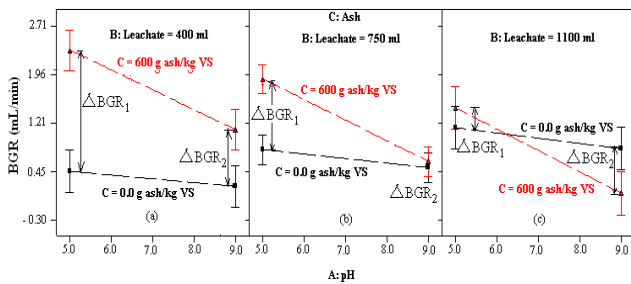 C: Ash
B: Leachate = 400 ml
B: Leachate = 750 ml
B: Leachate = 1100 ml
BGR (mL/min)
2.71
1.96
1.21
0.45
-0.30
C = 600 g ash/kg VS
△BGR1
△BGR2
C = 0.0 g ash/kg VS
(a)
C = 600 g ash/kg VS
△BGR1
C = 0.0 g ash/kg VS
△BGR2
(b)
C = 0.0 g ash/kg VS
△BGR1
△BGR2
C = 600 g ash/kg VS
(c)
5.0 6.0 7.0 8.0 9.0
5.0 6.0 7.0 8.0 9.0
5.0 6.0 7.0 8.0 9.0
A: pH